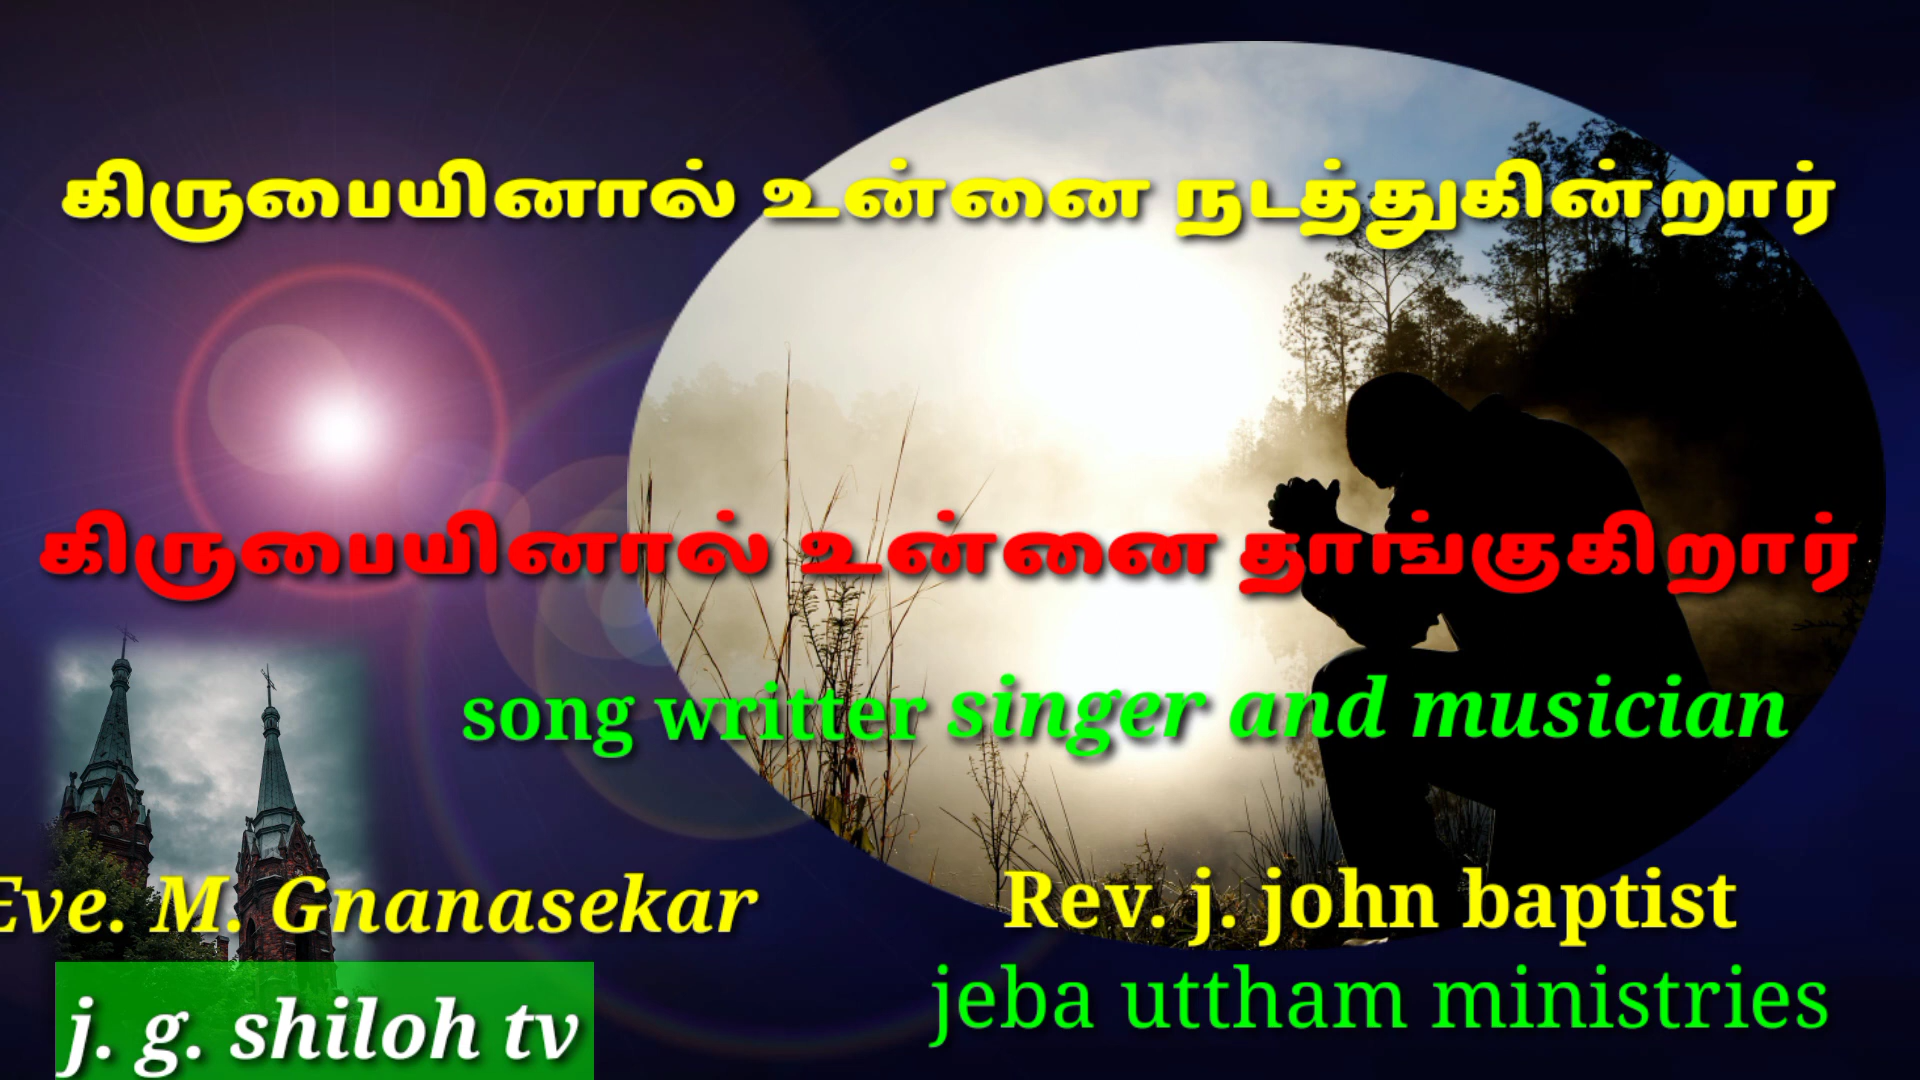 கிருபையினால் உன்னை நடத்துகின்றார்
கிருபையினால் உன்னை தாங்குகிறார்
song writter singer and musician
Eve. M. Gnanasekar
Rev. j. john baptist
j. g. shiloh tv
jeba uttham ministries